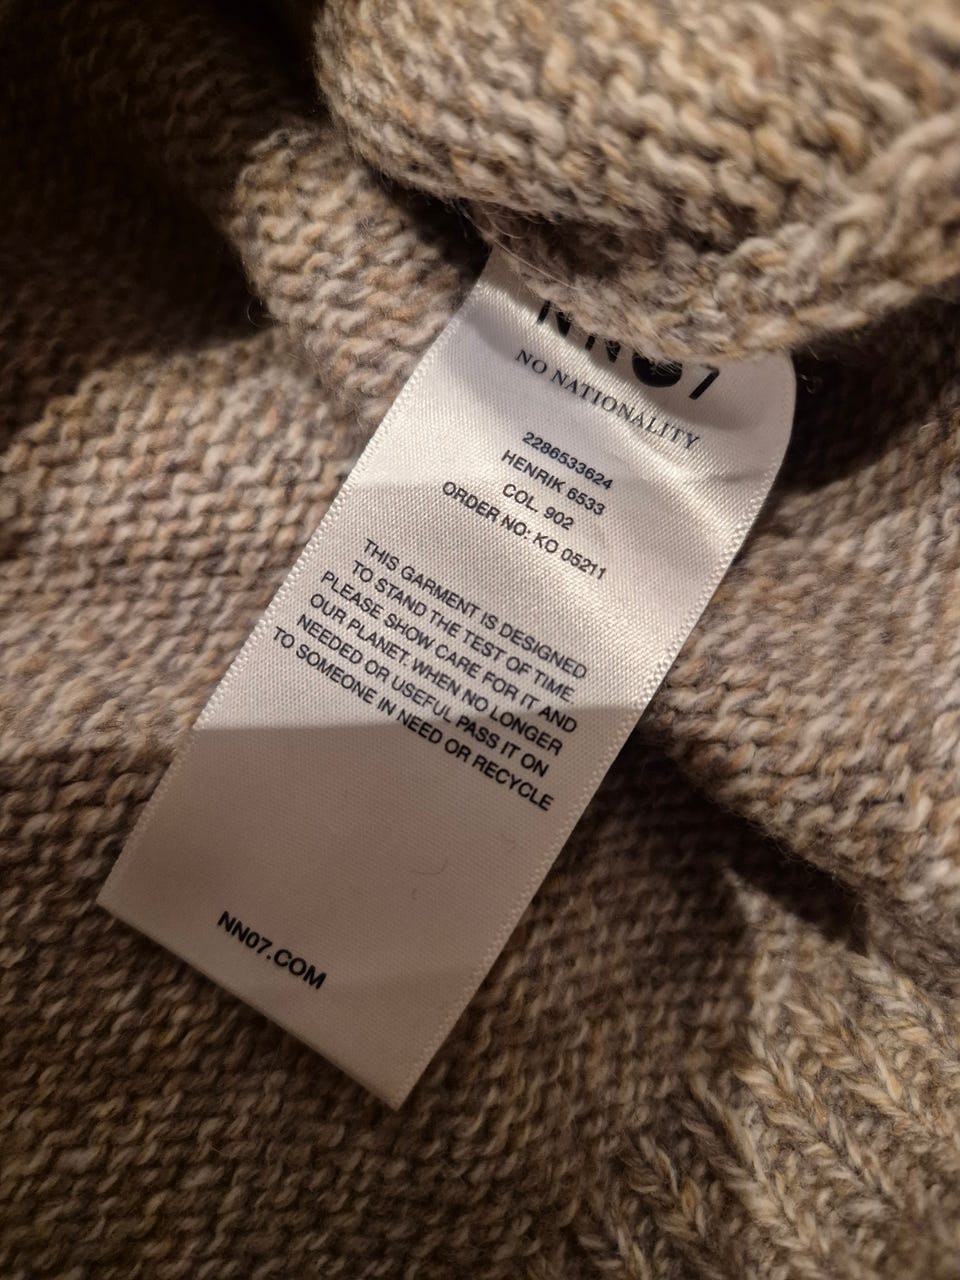 NN07
NO NATIONALITY
2286533624
HENRIK 6533
COL. 902
ORDER NO: KO 05211
THIS GARMENT IS DESIGNED
TO STAND THE TEST OF TIME.
PLEASE SHOW CARE FOR IT AND
OUR PLANET. WHEN NO LONGER
NEEDED OR USEFUL PASS IT ON
TO SOMEONE IN NEED OR RECYCLE
NN07.COM